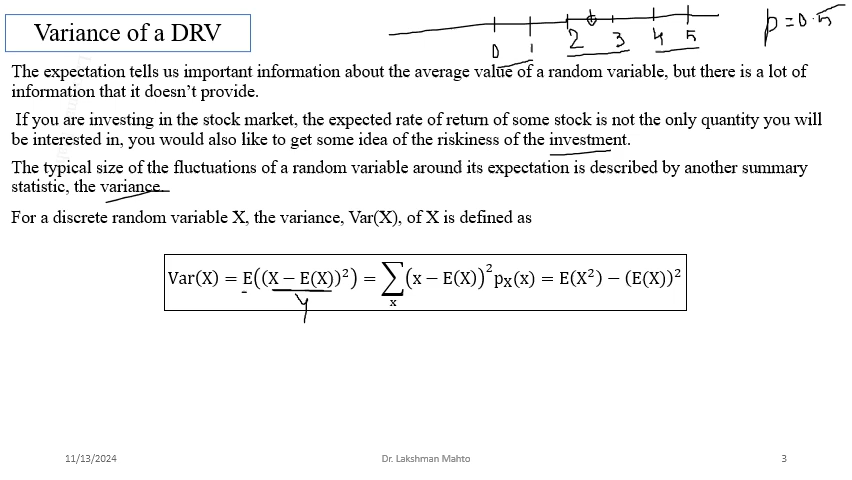 Variance of a DRV
0 1 2 3 4 5
p = 0.5
The expectation tells us important information about the average value of a random variable, but there is a lot of
information that it doesn't provide.
If you are investing in the stock market, the expected rate of return of some stock is not the only quantity you will
be interested in, you would also like to get some idea of the riskiness of the investment.
The typical size of the fluctuations of a random variable around its expectation is described by another summary
statistic, the variance.
For a discrete random variable X, the variance, Var(X), of X is defined as
Var(X) = E((X − E(X))²) = ∑ₓ (x − E(X))² pₓ(x) = E(X²) − (E(X))²
y
11/13/2024
Dr. Lakshman Mahto
3